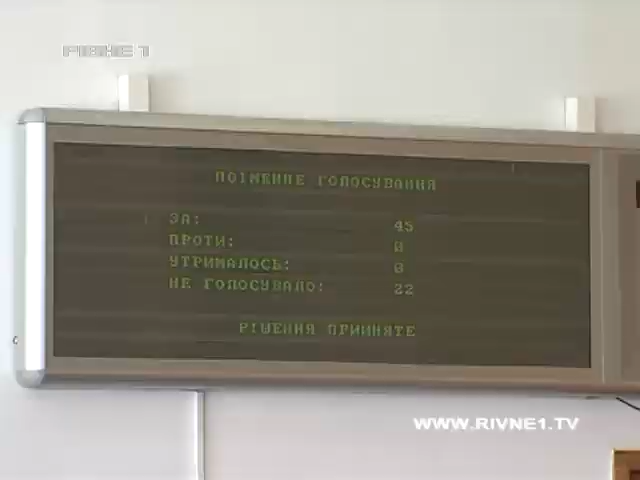 РІВНЕ 1
ПОІМЕННЕ ГОЛОСУВАННЯ
ЗА: 45
ПРОТИ: 0
УТРИМАЛОСЬ: 0
НЕ ГОЛОСУВАЛО: 22
РІШЕННЯ ПРИЙНЯТЕ
WWW.RIVNE1.TV